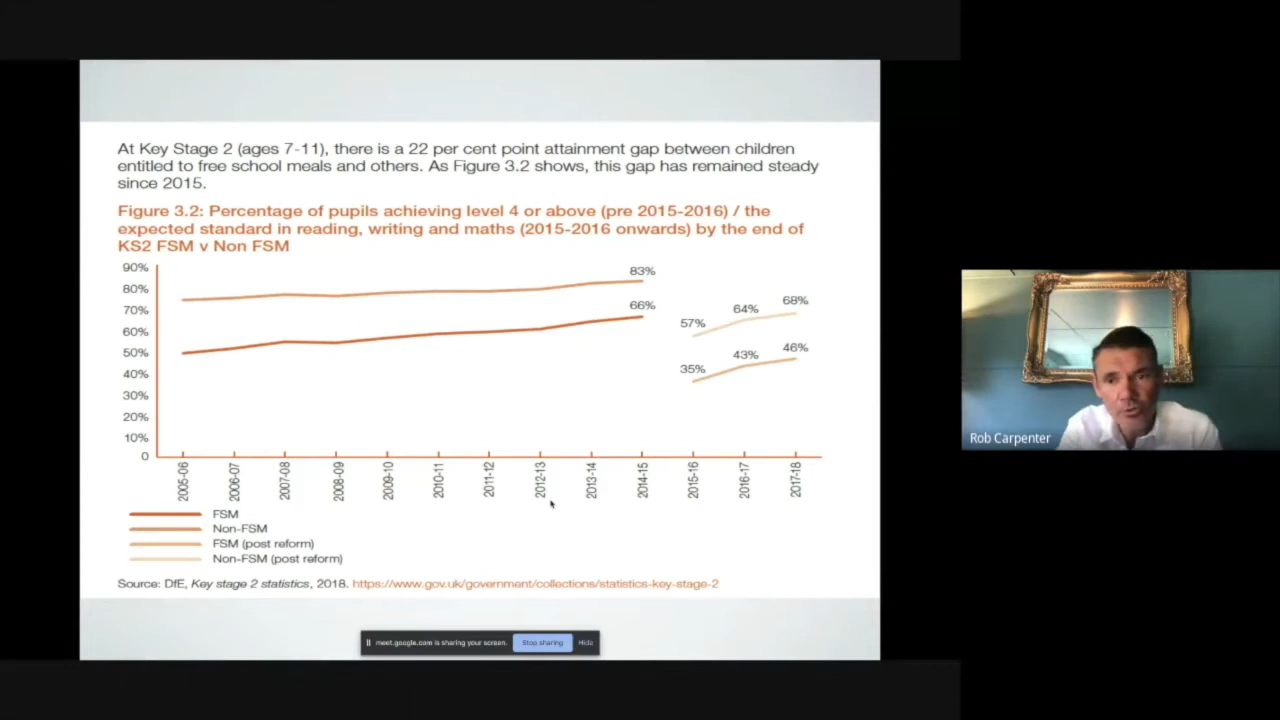 At Key Stage 2 (ages 7-11), there is a 22 per cent point attainment gap between children
entitled to free school meals and others. As Figure 3.2 shows, this gap has remained steady
since 2015.
Figure 3.2: Percentage of pupils achieving level 4 or above (pre 2015-2016) / the
expected standard in reading, writing and maths (2015-2016 onwards) by the end of
KS2 FSM v Non FSM
90%
80%
70%
60%
50%
40%
30%
20%
10%
0
83%
66%
57%
64%
68%
35%
43%
46%
2005-06
2006-07
2007-08
2008-09
2009-10
2010-11
2011-12
2012-13
2013-14
2014-15
2015-16
2016-17
2017-18
FSM
Non-FSM
FSM (post reform)
Non-FSM (post reform)
Source: DfE, Key stage 2 statistics, 2018. https://www.gov.uk/government/collections/statistics-key-stage-2
meet.google.com is sharing your screen.
Stop sharing
Hide
Rob Carpenter